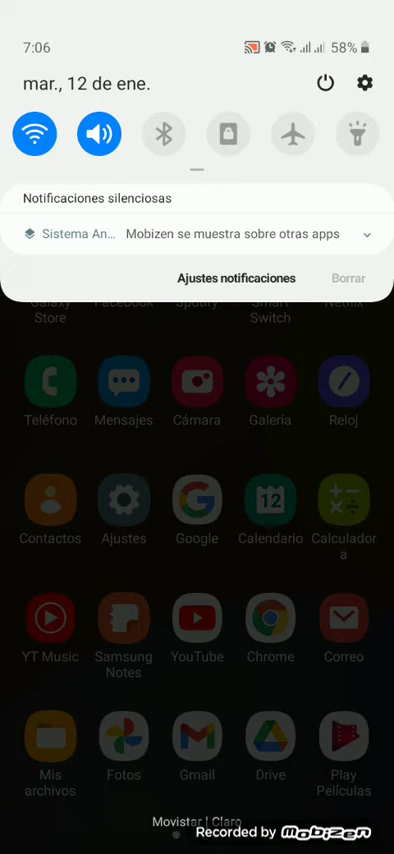 7:06
58%
mar., 12 de ene.
Notificaciones silenciosas
Sistema An... Mobizen se muestra sobre otras apps
Ajustes notificaciones Borrar
Galaxy Store
Facebook
Spotify
Smart Switch
Netflix
Teléfono
Mensajes
Cámara
Galería
Reloj
Contactos
Ajustes
Google
12
Calendario
Calculador
a
YT Music
Samsung
Notes
YouTube
Chrome
Correo
Mis
archivos
Fotos
Gmail
Drive
Play
Películas
Movistar | Claro
Recorded by Mobizen